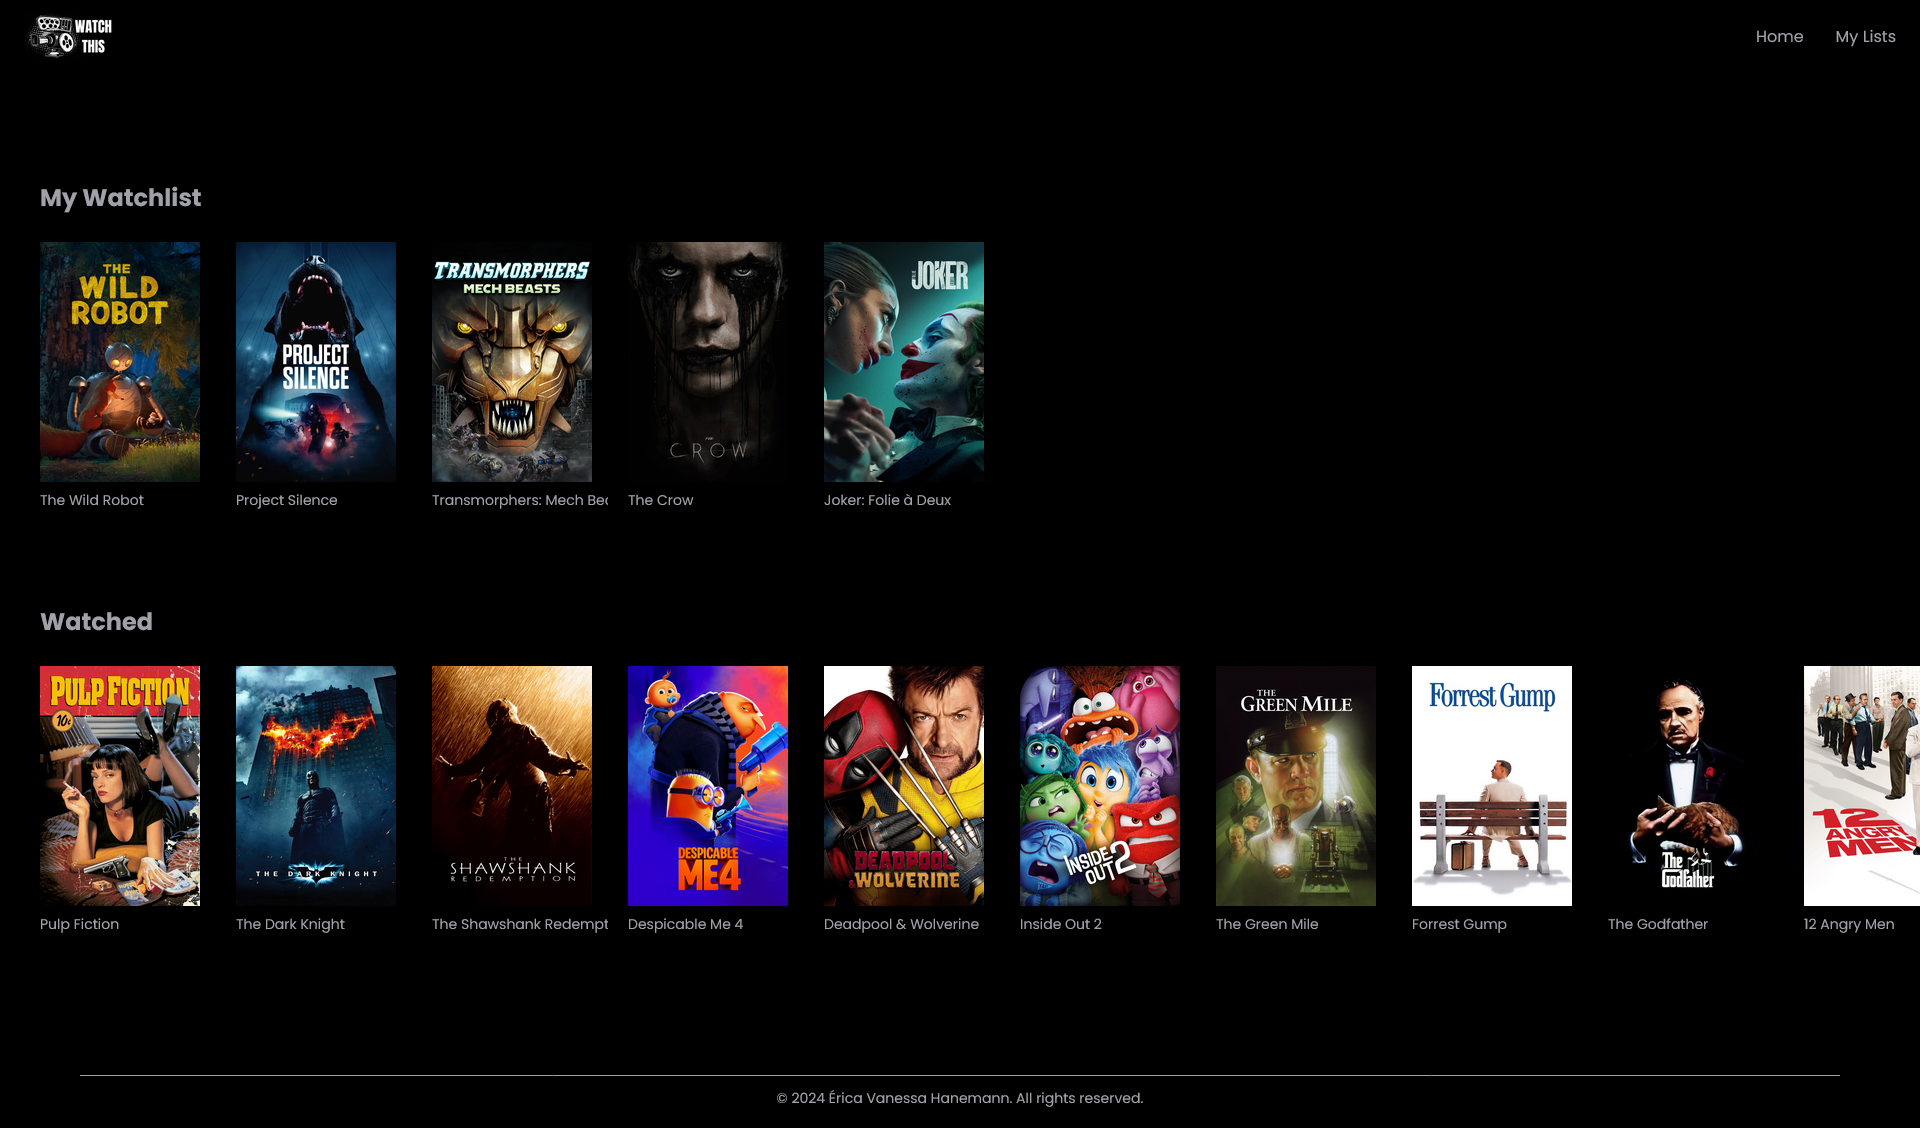 WATCH
THIS
Home
My Lists
My Watchlist
THE
WILD
ROBOT
PROJECT
SILENCE
TRANSMORPHERS
MECH BEASTS
THE
CROW
JOKER
The Wild Robot
Project Silence
Transmorphers: Mech Bea
The Crow
Joker: Folie à Deux
Watched
PULP FICTION
10¢
THE DARK KNIGHT
THE
SHAWSHANK
REDEMPTION
DESPICABLE
ME4
DEADPOOL
& WOLVERINE
INSIDE
OUT 2
THE
GREEN MILE
Forrest Gump
The
Godfather
12
ANGRY
MEN
Pulp Fiction
The Dark Knight
The Shawshank Redempt
Despicable Me 4
Deadpool & Wolverine
Inside Out 2
The Green Mile
Forrest Gump
The Godfather
12 Angry Men
© 2024 Érica Vanessa Hanemann. All rights reserved.